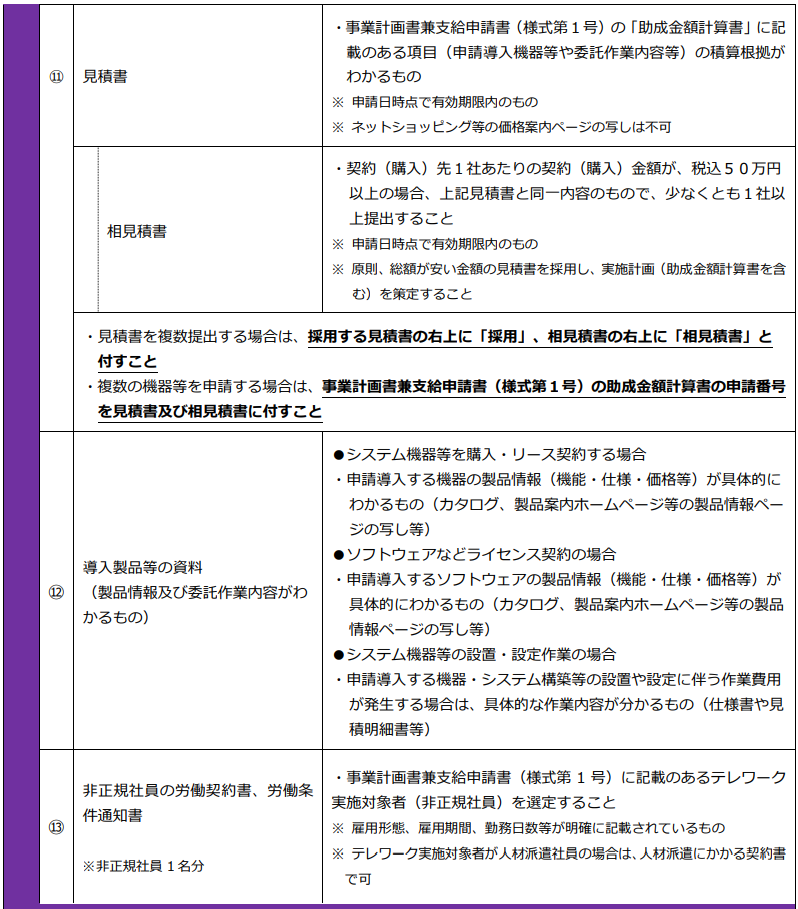 ⑪
見積書
・事業計画書兼支給申請書（様式第１号）の「助成金額計算書」に記
載のある項目（申請導入機器等や委託作業内容等）の積算根拠が
わかるもの
※ 申請日時点で有効期限内のもの
※ ネットショッピング等の価格案内ページの写しは不可
相見積書
・契約（購入）先１社あたりの契約（購入）金額が、税込５０万円
以上の場合、上記見積書と同一内容のもので、少なくとも１社以
上提出すること
※ 申請日時点で有効期限内のもの
※ 原則、総額が安い金額の見積書を採用し、実施計画（助成金額計算書を含
む）を策定すること
・見積書を複数提出する場合は、採用する見積書の右上に「採用」、相見積書の右上に「相見積書」と
付すこと
・複数の機器等を申請する場合は、事業計画書兼支給申請書（様式第１号）の助成金額計算書の申請番号
を見積書及び相見積書に付すこと
⑫
導入製品等の資料
（製品情報及び委託作業内容がわ
かるもの）
●システム機器等を購入・リース契約する場合
・申請導入する機器の製品情報（機能・仕様・価格等）が具体的に
わかるもの（カタログ、製品案内ホームページ等の製品情報ペー
ジの写し等）
●ソフトウェアなどライセンス契約の場合
・申請導入するソフトウェアの製品情報（機能・仕様・価格等）が
具体的にわかるもの（カタログ、製品案内ホームページ等の製品
情報ページの写し等）
●システム機器等の設置・設定作業の場合
・申請導入する機器・システム構築等の設置や設定に伴う作業費用
が発生する場合は、具体的な作業内容が分かるもの（仕様書や見
積明細書等）
⑬
非正規社員の労働契約書、労働条
件通知書
※非正規社員１名分
・事業計画書兼支給申請書（様式第 1 号）に記載のあるテレワーク
実施対象者（非正規社員）を選定すること
※ 雇用形態、雇用期間、勤務日数等が明確に記載されているもの
※ テレワーク実施対象者が人材派遣社員の場合は、人材派遣にかかる契約書
で可